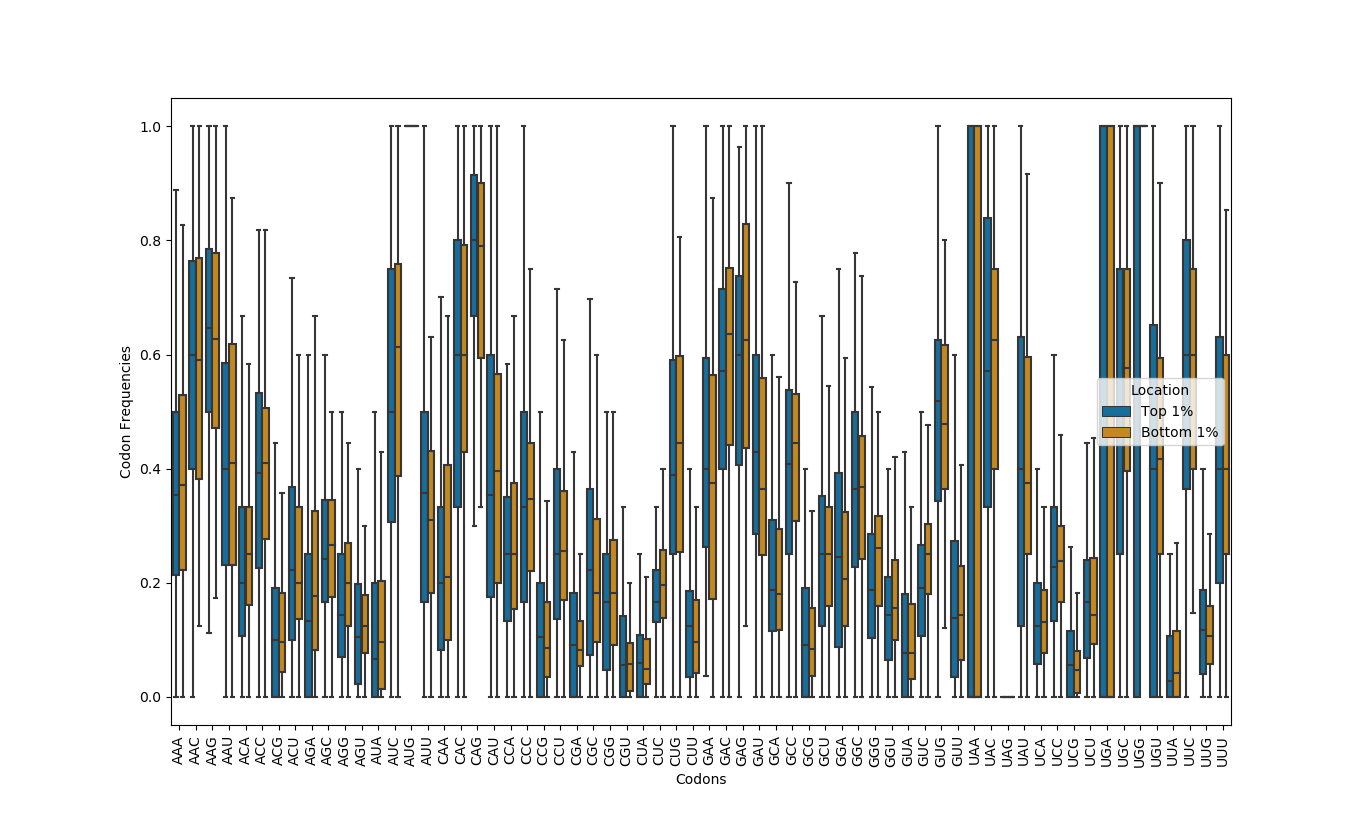 1.0
0.8
0.6
0.4
0.2
0.0
Codon Frequencies
Location
Top 1%
Bottom 1%
AAA AAC AAG AAU ACA ACC ACG ACU AGA AGC AGG AGU AUA AUC AUG AUU CAA CAC CAG CAU CCA CCC CCG CCU CGA CGC CGG CGU CUA CUC CUG CUU GAA GAC GAG GAU GCA GCC GCG GCU GGA GGC GGG GGU GUA GUC GUG GUU UAA UAC UAG UAU UCA UCC UCG UCU UGA UGC UGG UGU UUA UUC UUG UUU
Codons